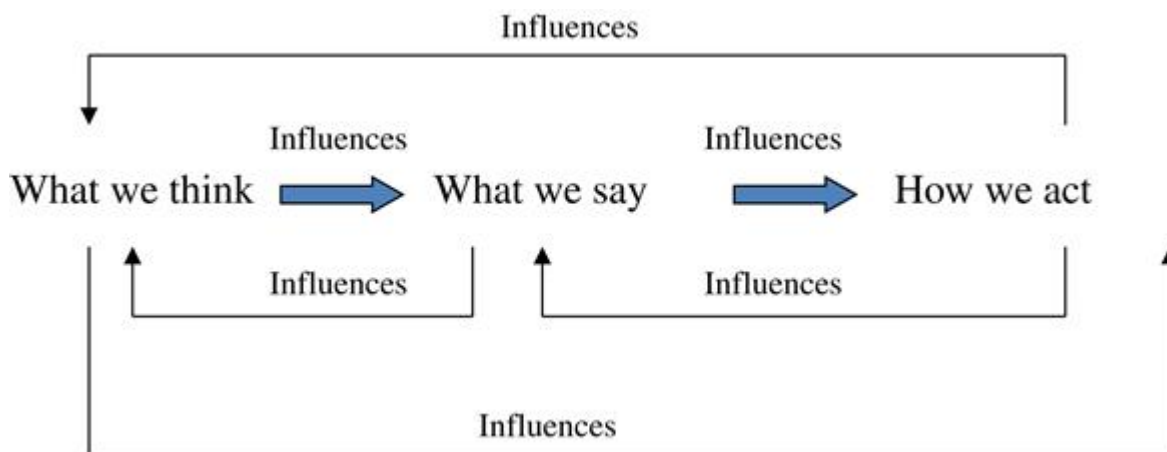 Influences
Influences Influences
What we think What we say How we act
Influences Influences
Influences